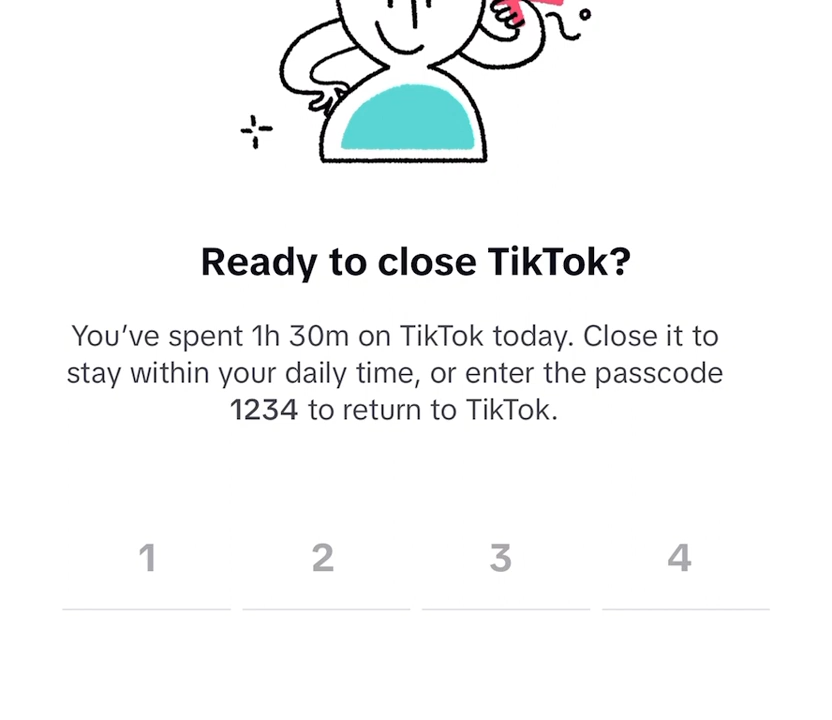 Ready to close TikTok?
You’ve spent 1h 30m on TikTok today. Close it to
stay within your daily time, or enter the passcode
1234 to return to TikTok.
1 2 3 4